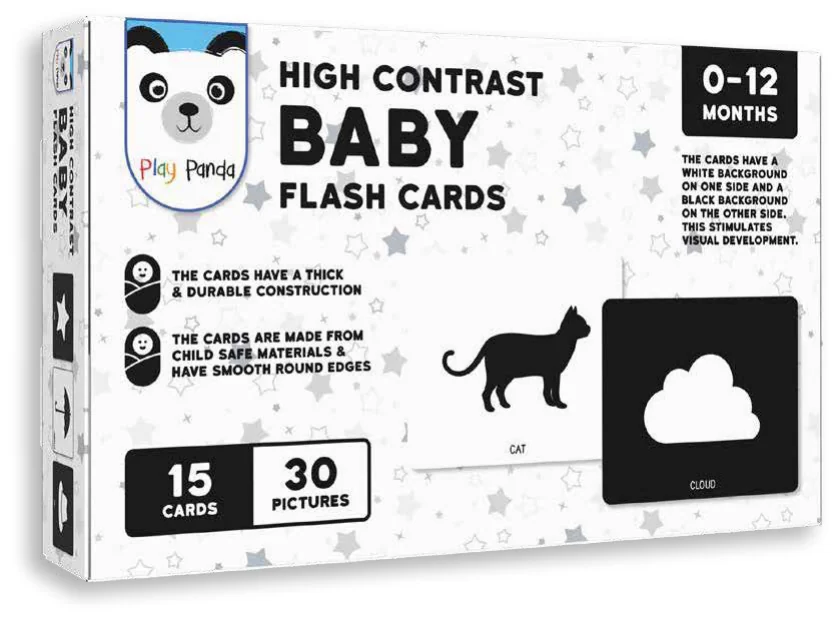 Play Panda
HIGH CONTRAST
BABY
FLASH CARDS
0-12
MONTHS
THE CARDS HAVE A
WHITE BACKGROUND
ON ONE SIDE AND A
BLACK BACKGROUND
ON THE OTHER SIDE.
THIS STIMULATES
VISUAL DEVELOPMENT.
THE CARDS HAVE A THICK
& DURABLE CONSTRUCTION
THE CARDS ARE MADE FROM
CHILD SAFE MATERIALS &
HAVE SMOOTH ROUND EDGES
15
CARDS
30
PICTURES
CAT
CLOUD
HIGH CONTRAST
BABY
FLASH CARDS